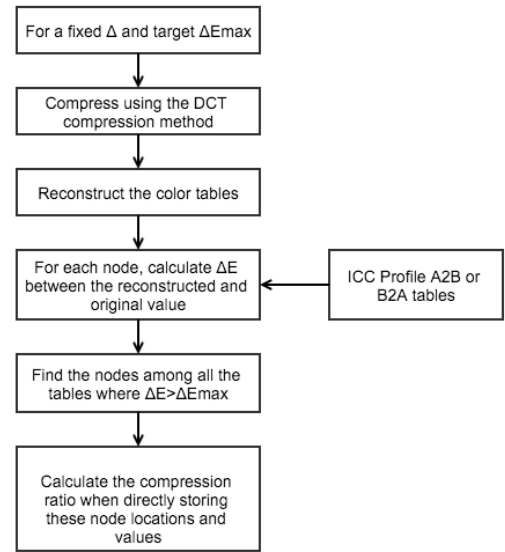 For a fixed Δ and target ΔEmax
Compress using the DCT
compression method
Reconstruct the color tables
For each node, calculate ΔE
between the reconstructed and
original value
ICC Profile A2B or
B2A tables
Find the nodes among all the
tables where ΔE>ΔEmax
Calculate the compression
ratio when directly storing
these node locations and
values